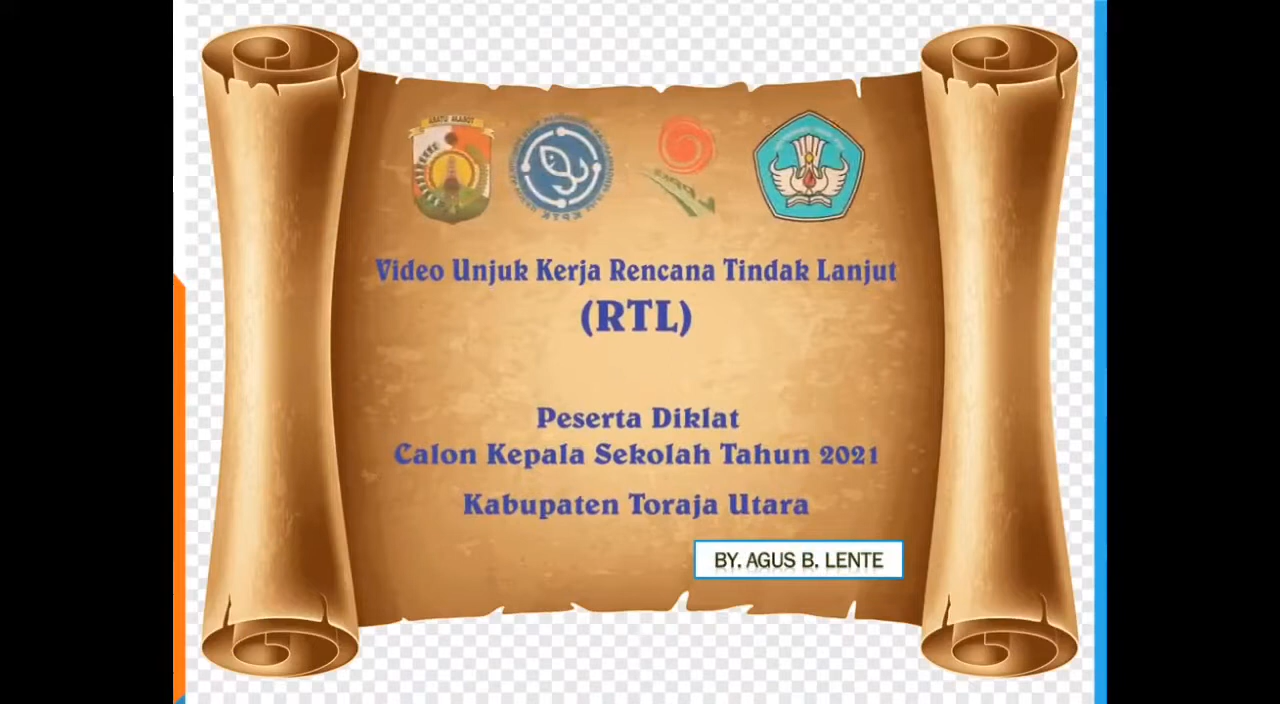 Video Unjuk Kerja Rencana Tindak Lanjut
(RTL)
Peserta Diklat
Calon Kepala Sekolah Tahun 2021
Kabupaten Toraja Utara
BY. AGUS B. LENTE